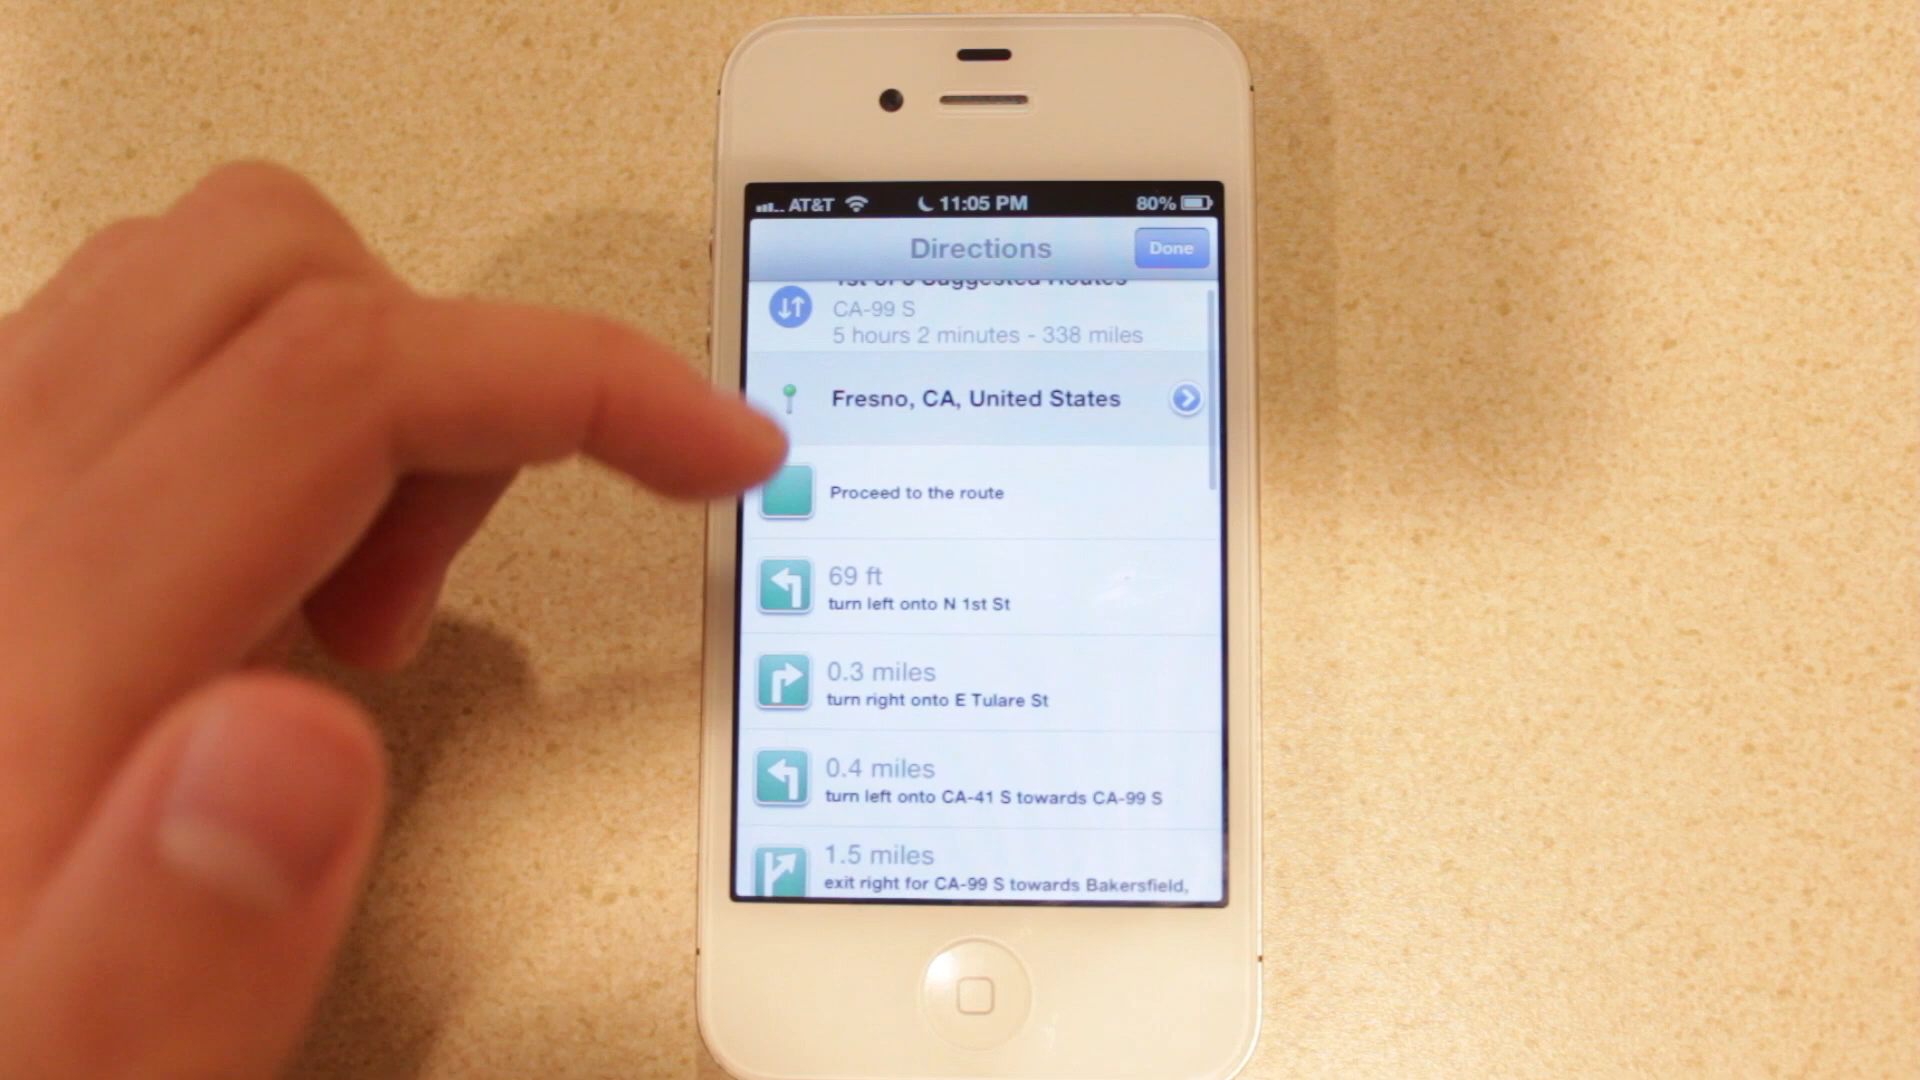 AT&T 11:05 PM 80%
Directions Done
1st of 3 Suggested Routes
CA-99 S
5 hours 2 minutes - 338 miles
Fresno, CA, United States
Proceed to the route
69 ft
turn left onto N 1st St
0.3 miles
turn right onto E Tulare St
0.4 miles
turn left onto CA-41 S towards CA-99 S
1.5 miles
exit right for CA-99 S towards Bakersfield,